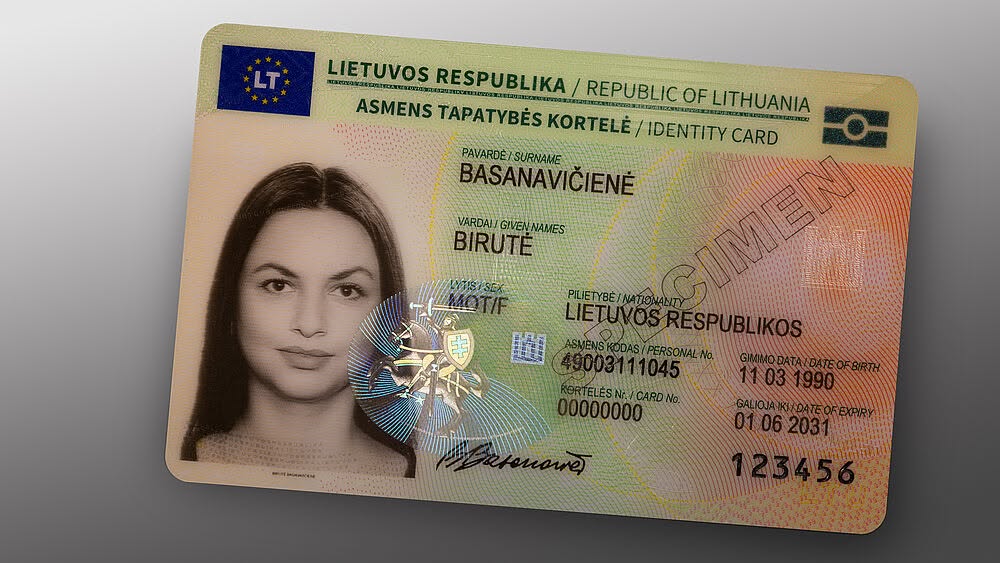 LT
LIETUVOS RESPUBLIKA / REPUBLIC OF LITHUANIA
ASMENS TAPATYBĖS KORTELĖ / IDENTITY CARD
PAVARDĖ / SURNAME
BASANAVIČIENĖ
VARDAI / GIVEN NAMES
BIRUTĖ
LYTIS / SEX
MOT/F
PILIETYBĖ / NATIONALITY
LIETUVOS RESPUBLIKOS
ASMENS KODAS / PERSONAL No.
49003111045
GIMIMO DATA / DATE OF BIRTH
11 03 1990
KORTELĖS Nr. / CARD No.
00000000
GALIOJA IKI / DATE OF EXPIRY
01 06 2031
123456
SPECIMEN
BIRUTĖ BASANAVIČIENĖ